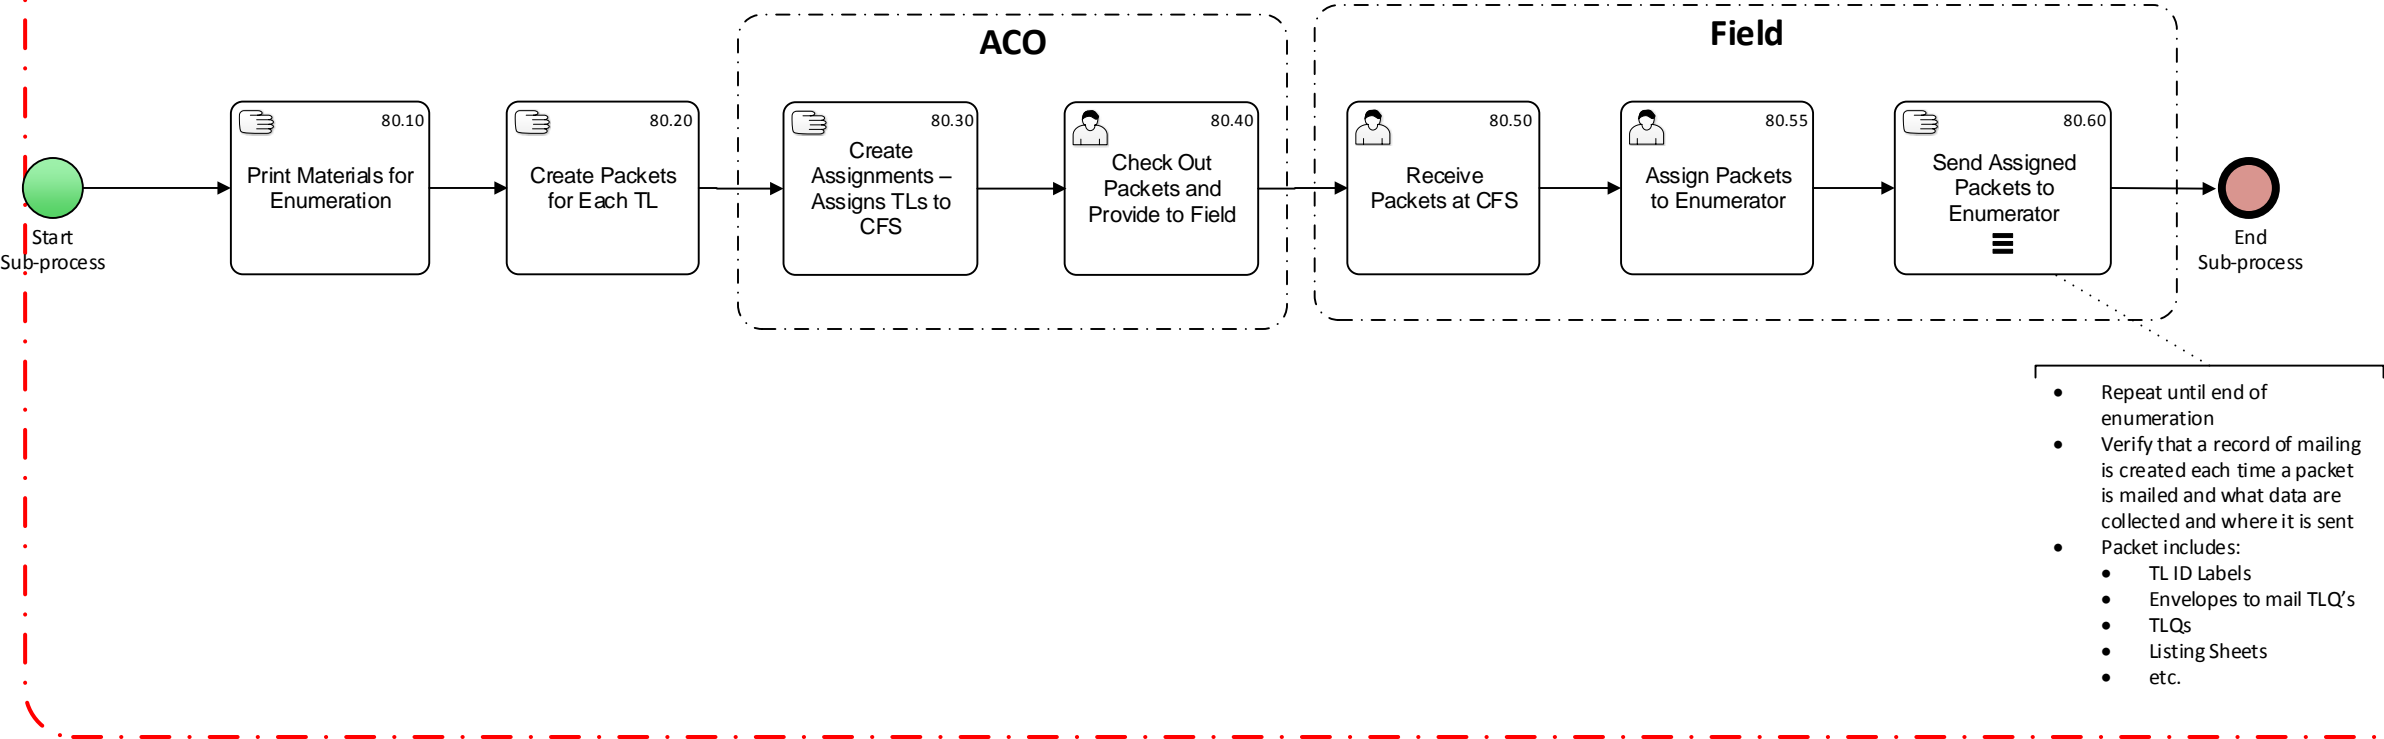 ACO
Field
80.10
Print Materials for
Enumeration
80.20
Create Packets
for Each TL
80.30
Create
Assignments –
Assigns TLs to
CFS
80.40
Check Out
Packets and
Provide to Field
80.50
Receive
Packets at CFS
80.55
Assign Packets
to Enumerator
80.60
Send Assigned
Packets to
Enumerator
Start
Sub-process
End
Sub-process
• Repeat until end of
enumeration
• Verify that a record of mailing
is created each time a packet
is mailed and what data are
collected and where it is sent
• Packet includes:
• TL ID Labels
• Envelopes to mail TLQ’s
• TLQs
• Listing Sheets
• etc.